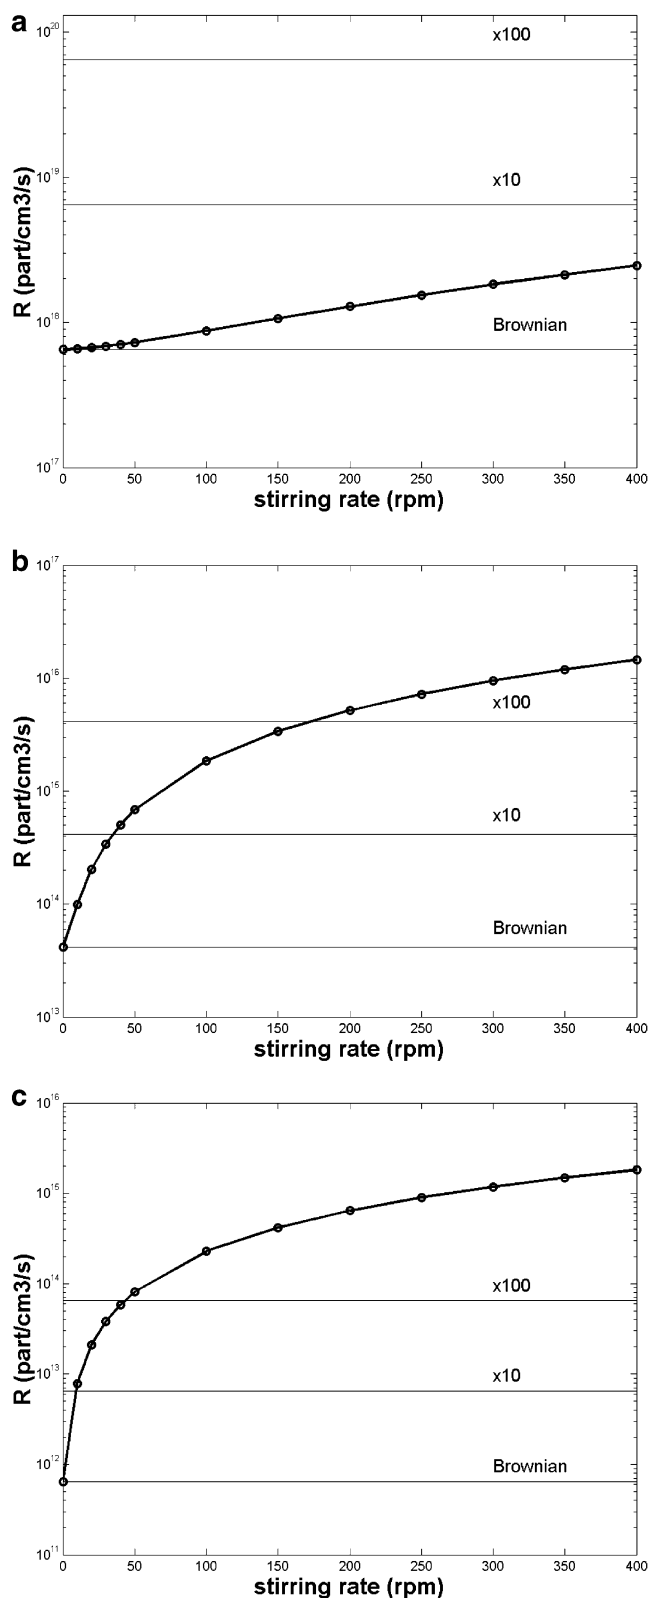 a
10^20
x100
10^19
x10
R (part/cm3/s)
10^18
Brownian
10^17
0 50 100 150 200 250 300 350 400
stirring rate (rpm)
b
10^17
10^16
x100
R (part/cm3/s)
10^15
x10
10^14
Brownian
10^13
0 50 100 150 200 250 300 350 400
stirring rate (rpm)
c
10^16
10^15
R (part/cm3/s)
10^14
x100
10^13
x10
10^12
Brownian
10^11
0 50 100 150 200 250 300 350 400
stirring rate (rpm)